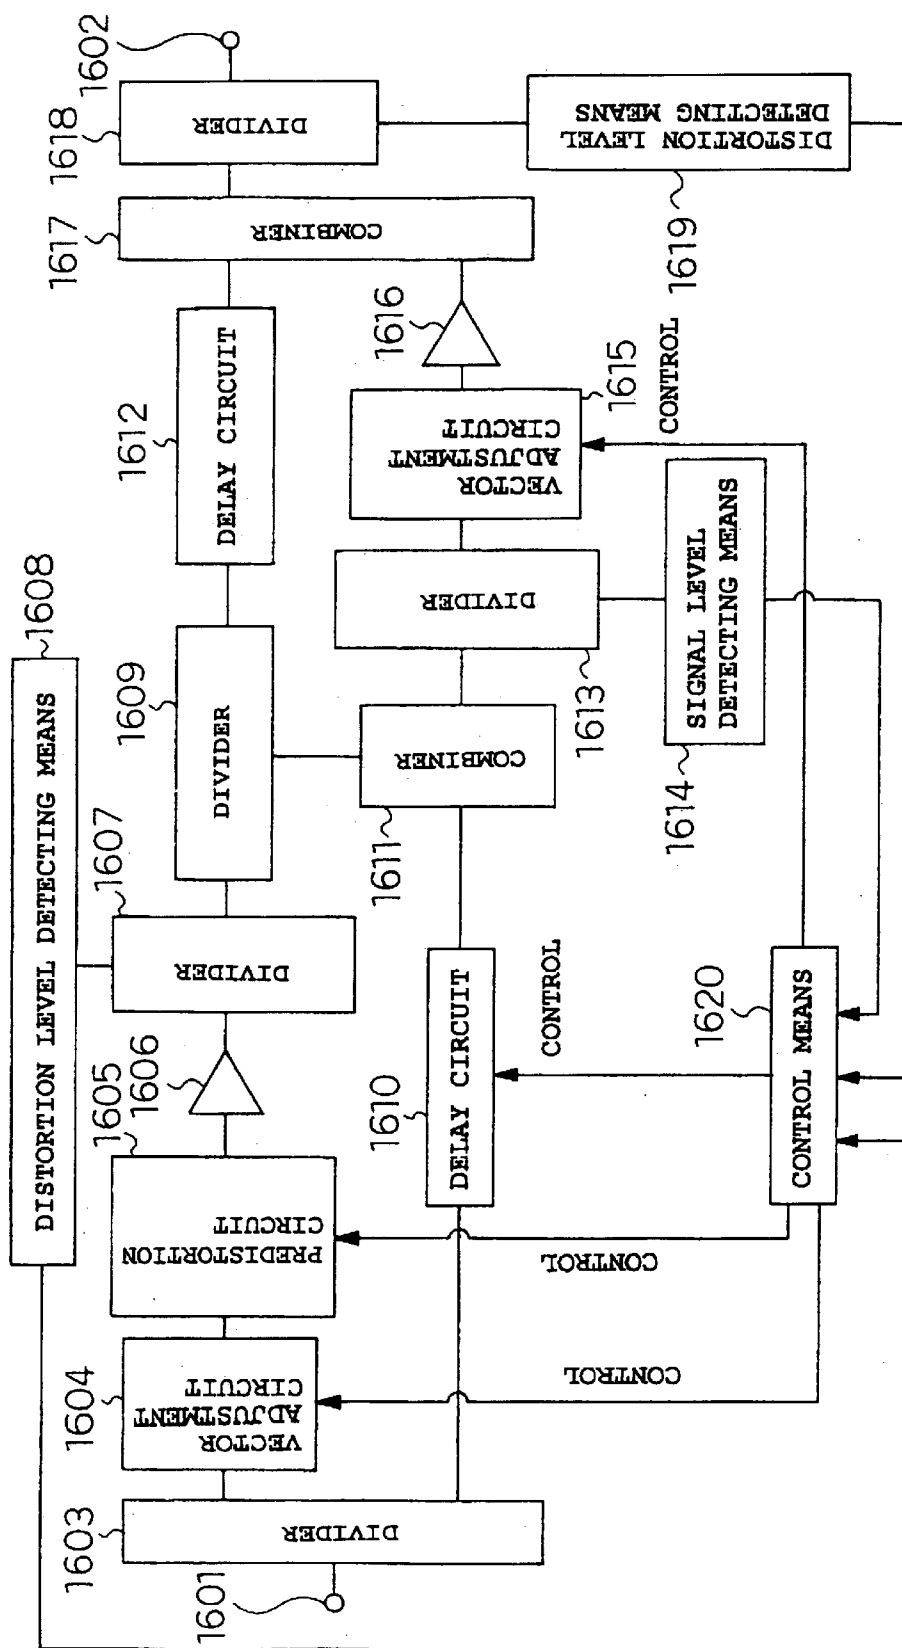 1608
DISTORTION LEVEL DETECTING MEANS
1601
1603
DIVIDER
1604
VECTOR
ADJUSTMENT
CIRCUIT
1605
PREDISTORTION
CIRCUIT
1606
1607
DIVIDER
1609
DIVIDER
1612
DELAY CIRCUIT
1617
COMBINER
1618
DIVIDER
1602
1610
DELAY CIRCUIT
1611
COMBINER
1613
DIVIDER
1615
VECTOR
ADJUSTMENT
CIRCUIT
1616
1614
SIGNAL LEVEL
DETECTING MEANS
1619
DISTORTION LEVEL
DETECTING MEANS
CONTROL
CONTROL
CONTROL
CONTROL
1620
CONTROL MEANS